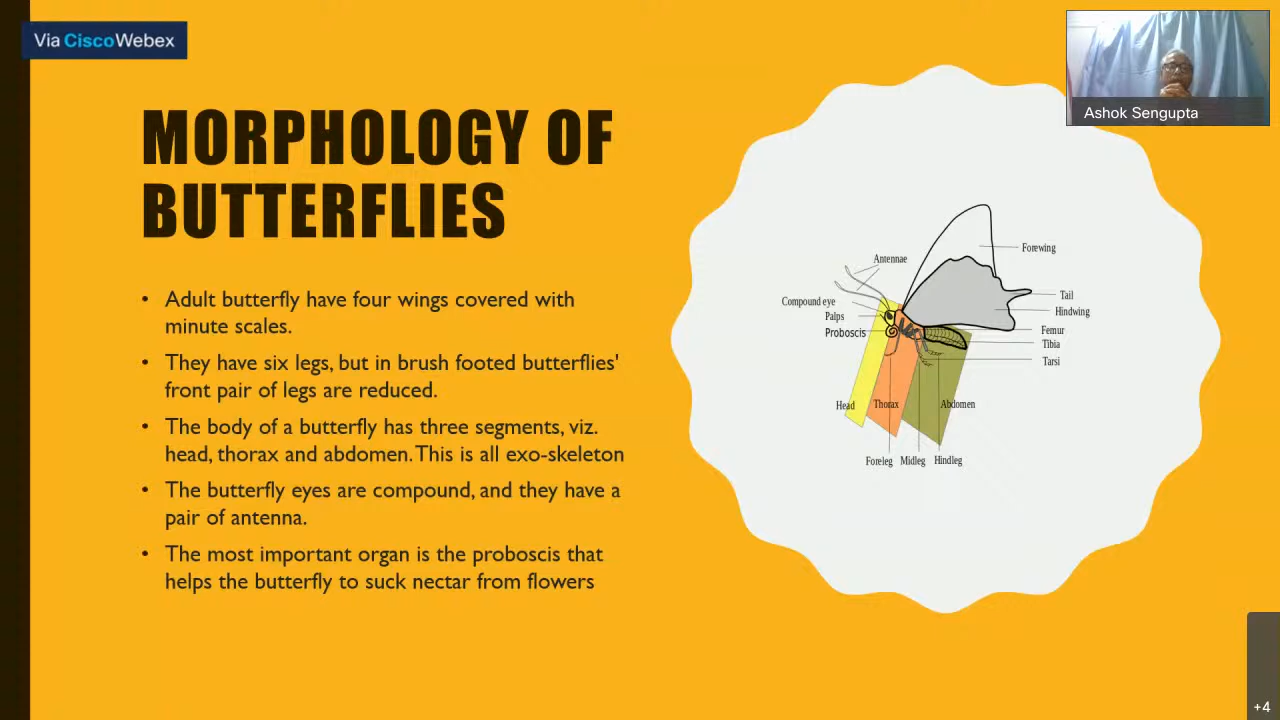 Via CiscoWebex
Ashok Sengupta
MORPHOLOGY OF
BUTTERFLIES
• Adult butterfly have four wings covered with
minute scales.
• They have six legs, but in brush footed butterflies'
front pair of legs are reduced.
• The body of a butterfly has three segments, viz.
head, thorax and abdomen. This is all exo-skeleton
• The butterfly eyes are compound, and they have a
pair of antenna.
• The most important organ is the proboscis that
helps the butterfly to suck nectar from flowers
Forewing
Antennae
Tail
Compound eye
Hindwing
Palps
Femur
Proboscis
Tibia
Tarsi
Head
Thorax
Abdomen
Foreleg
Midleg
Hindleg
+4